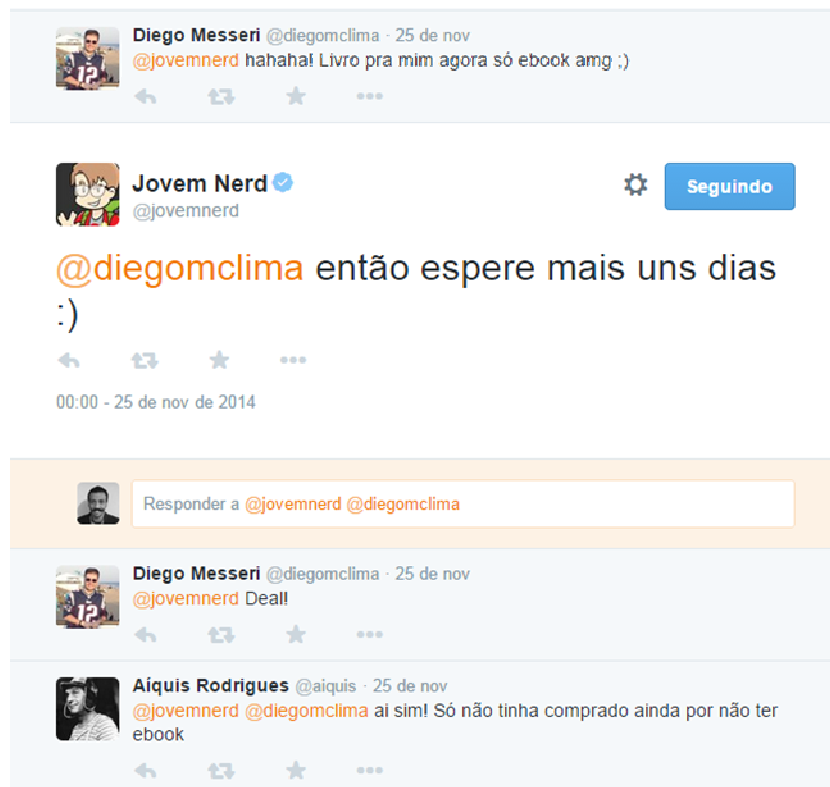 Diego Messeri @diegomclima · 25 de nov
@jovemnerd hahaha! Livro pra mim agora só ebook amg ;)
Jovem Nerd
Seguindo
@jovemnerd
@diegomclima então espere mais uns dias
:)
00:00 - 25 de nov de 2014
Responder a @jovemnerd @diegomclima
Diego Messeri @diegomclima · 25 de nov
@jovemnerd Deal!
Aíquis Rodrigues @aiquis · 25 de nov
@jovemnerd @diegomclima ai sim! Só não tinha comprado ainda por não ter
ebook